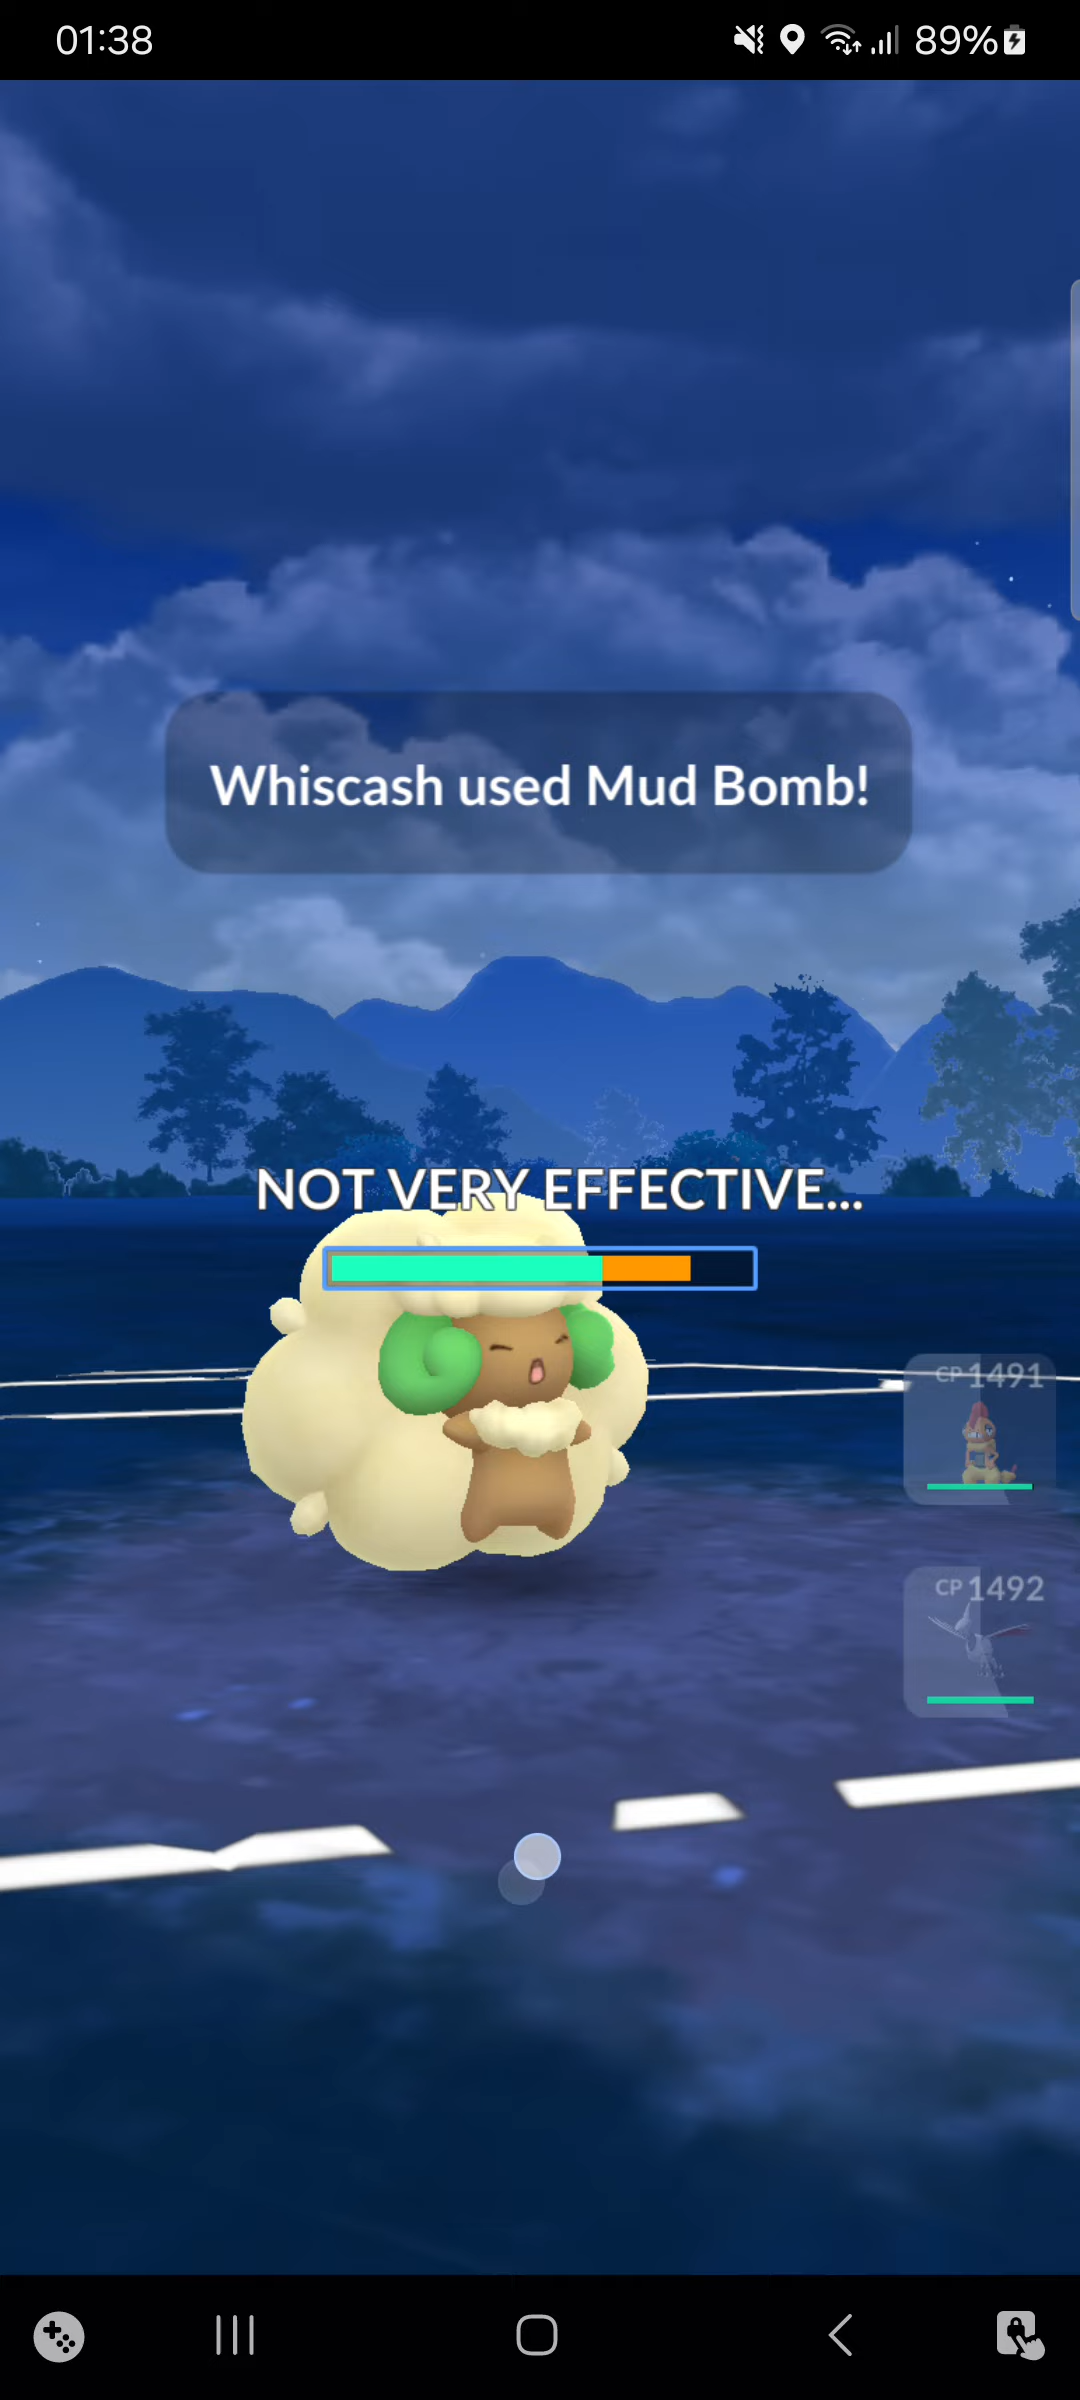 01:38
89%
Whiscash used Mud Bomb!
NOT VERY EFFECTIVE...
CP 1491
CP 1492